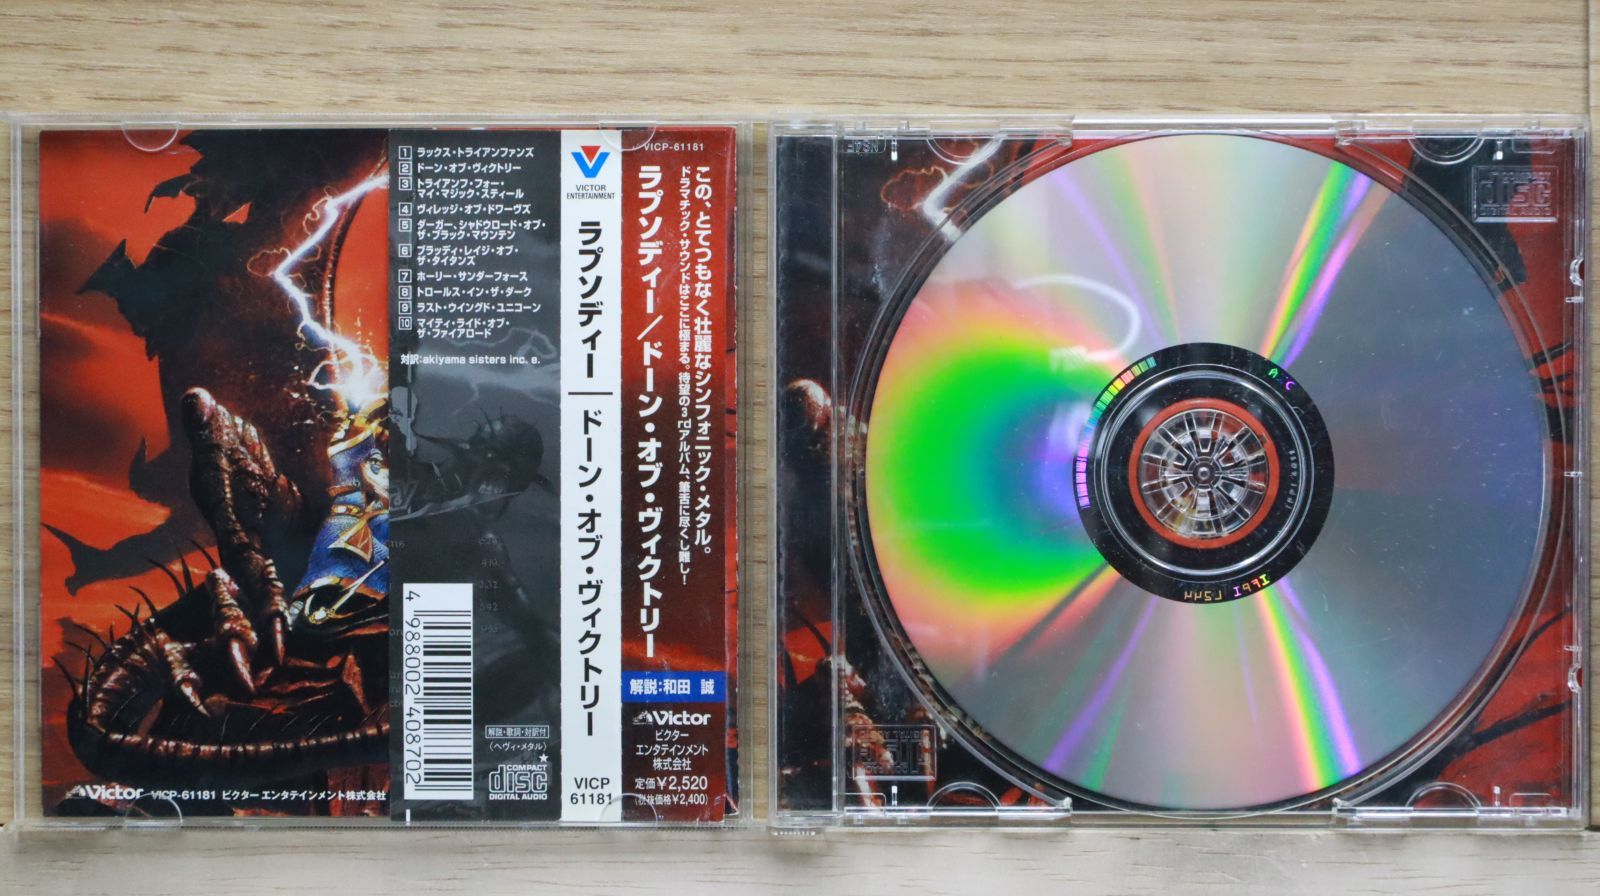 1 ラックス・トライアンファンズ
2 ドーン・オブ・ヴィクトリー
3 トライアンフ・フォー・
マイ・マジック・スティール
4 ヴィレッジ・オブ・ドワーヴズ
5 ダーガー、シャドウロード・オブ・
ザ・ブラック・マウンテン
6 ブラッディ・レイジ・オブ・
ザ・タイタンズ
7 ホーリー・サンダーフォース
8 トロールス・イン・ザ・ダーク
9 ラスト・ウイングド・ユニコーン
10 マイティ・ライド・オブ・
ザ・ファイアロード
対訳:akiyama sisters inc. e.
4 988002 408702
解説・歌詞・対訳付
(ヘヴィ・メタル)
COMPACT
disc
DIGITAL AUDIO
VICTOR
ENTERTAINMENT
ラプソディー
ドーン・オブ・ヴィクトリー
VICP
61181
VICP-61181
この、とてつもなく壮麗なシンフォニック・メタル。
ドラマチック・サウンドはここに極まる。待望の3rdアルバム、筆舌に尽くし難し!
ラプソディー/ドーン・オブ・ヴィクトリー
解説:和田 誠
Victor
ビクター
エンタテインメント
株式会社
定価¥2,520
(税抜価格¥2,400)
Victor VICP-61181 ビクターエンタテインメント株式会社
COMPACT
disc
DIGITAL AUDIO
IFPI L544